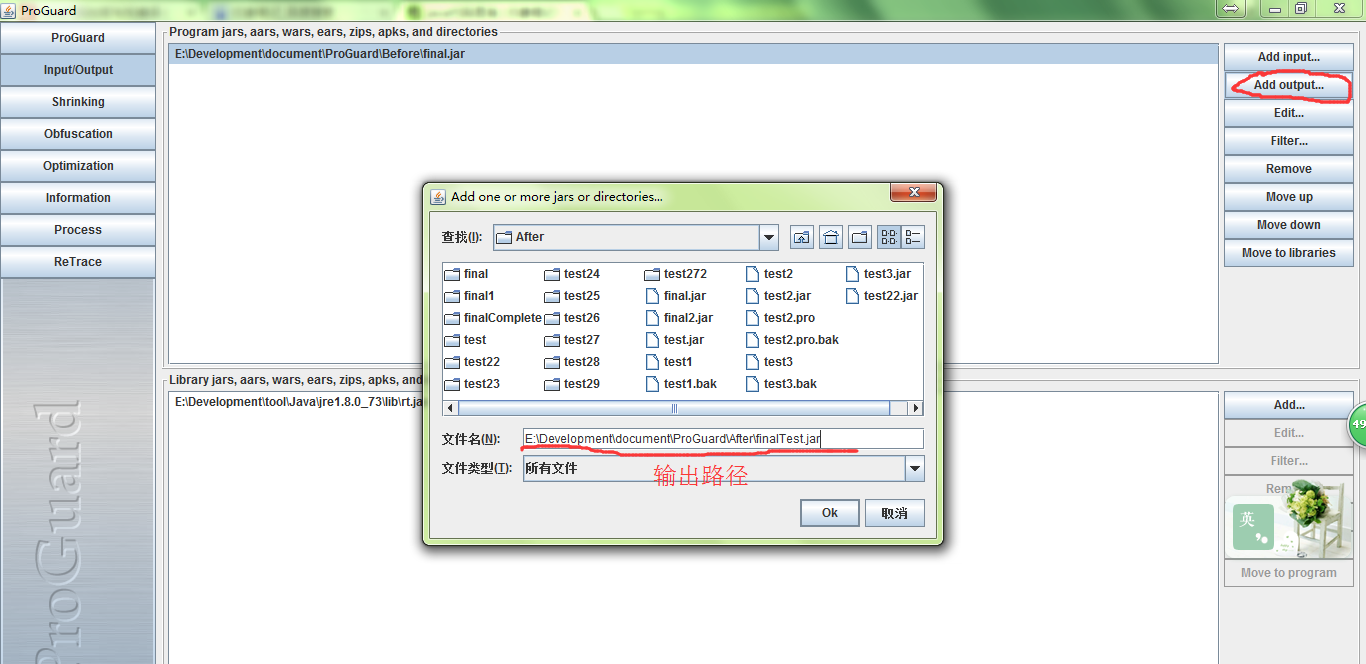 ProGuard
ProGuard
Input/Output
Shrinking
Obfuscation
Optimization
Information
Process
ReTrace
ProGuard
Program jars, aars, wars, ears, zips, apks, and directories
E:\Development\document\ProGuard\Before\final.jar
Add input...
Add output...
Edit...
Filter...
Remove
Move up
Move down
Move to libraries
Add one or more jars or directories...
查找(I):
After
final
final1
finalComplete
test
test22
test23
test24
test25
test26
test27
test28
test29
test272
final.jar
final2.jar
test.jar
test1
test1.bak
test2
test2.jar
test2.pro
test2.pro.bak
test3
test3.bak
test3.jar
test22.jar
文件名(N):
E:\Development\document\ProGuard\After\finalTest.jar
文件类型(T):
所有文件
输出路径
Ok
取消
Library jars, aars, wars, ears, zips, apks, and
E:\Development\tool\Java\jre1.8.0_73\lib\rt.ja
Add...
Edit...
Filter...
英
Move to program
49